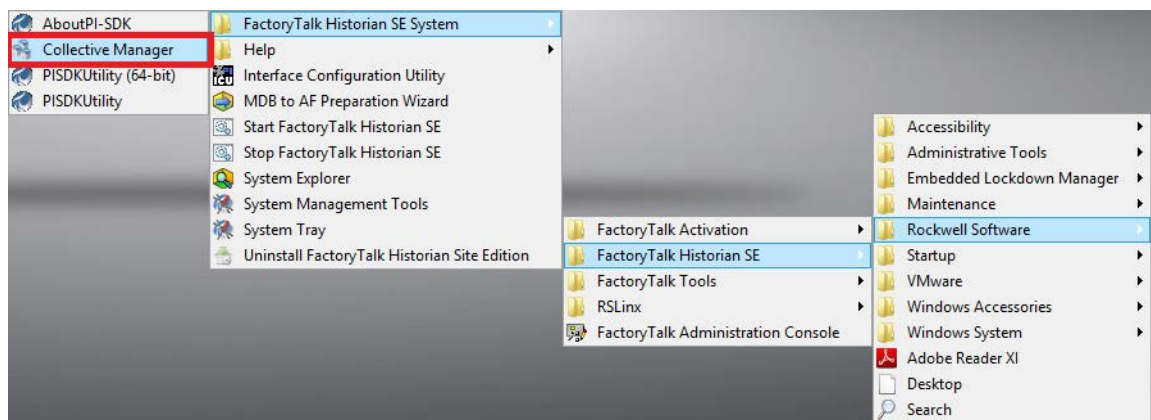 AboutPI-SDK
Collective Manager
PISDKUtility (64-bit)
PISDKUtility
FactoryTalk Historian SE System
Help
Interface Configuration Utility
MDB to AF Preparation Wizard
Start FactoryTalk Historian SE
Stop FactoryTalk Historian SE
System Explorer
System Management Tools
System Tray
Uninstall FactoryTalk Historian Site Edition
FactoryTalk Activation
FactoryTalk Historian SE
FactoryTalk Tools
RSLinx
FactoryTalk Administration Console
Accessibility
Administrative Tools
Embedded Lockdown Manager
Maintenance
Rockwell Software
Startup
VMware
Windows Accessories
Windows System
Adobe Reader XI
Desktop
Search